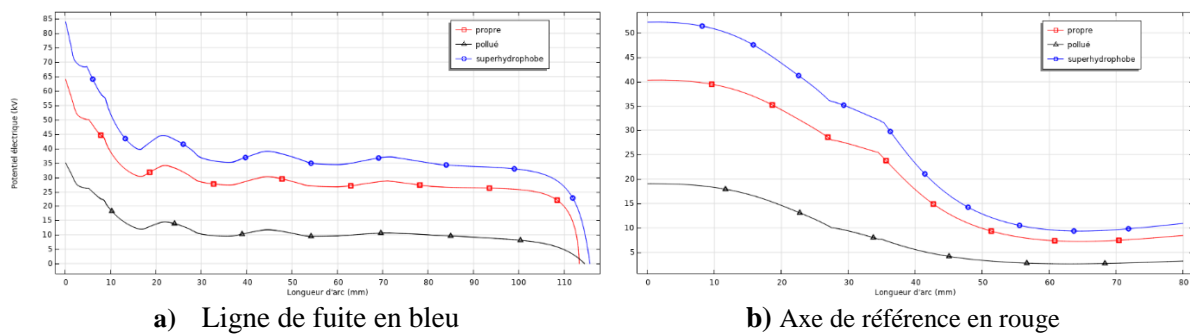 85
80
75
70
65
60
55
50
45
40
35
30
25
20
15
10
5
0
Potentiel électrique (kV)
propre
pollué
superhydrophobe
0 10 20 30 40 50 60 70 80 90 100 110
Longueur d'arc (mm)
50
45
40
35
30
25
20
15
10
5
propre
pollué
superhydrophobe
0 10 20 30 40 50 60 70 80
Longueur d'arc (mm)
a) Ligne de fuite en bleu
b) Axe de référence en rouge